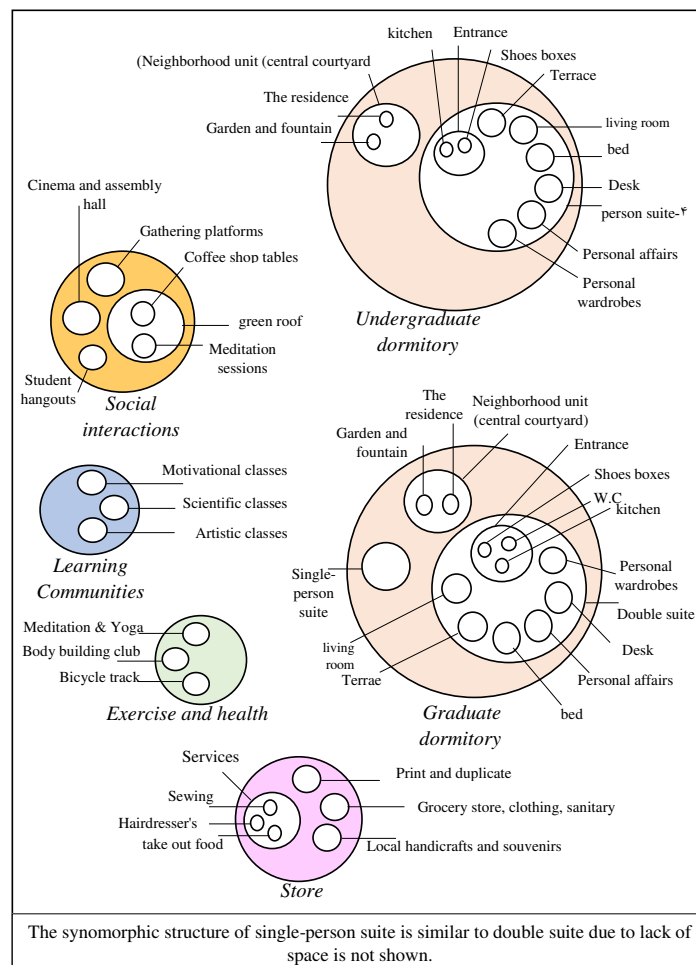 kitchen
Entrance
Shoes boxes
Terrace
(Neighborhood unit (central courtyard
The residence
Garden and fountain
living room
bed
Desk
person suite-۴
Personal affairs
Personal
wardrobes
Undergraduate
dormitory
Cinema and assembly
hall
Gathering platforms
Coffee shop tables
green roof
Meditation
sessions
Student
hangouts
Social
interactions
The
residence
Neighborhood unit
(central courtyard)
Garden and
fountain
Entrance
Shoes boxes
W.C
kitchen
Single-
person
suite
Personal
wardrobes
Double suite
living
room
Desk
Terrae
Personal affairs
bed
Graduate
dormitory
Motivational classes
Scientific classes
Artistic classes
Learning
Communities
Meditation & Yoga
Body building club
Bicycle track
Exercise and health
Services
Print and duplicate
Sewing
Grocery store, clothing, sanitary
Hairdresser's
take out food
Local handicrafts and souvenirs
Store
The synomorphic structure of single-person suite is similar to double suite due to lack of
space is not shown.